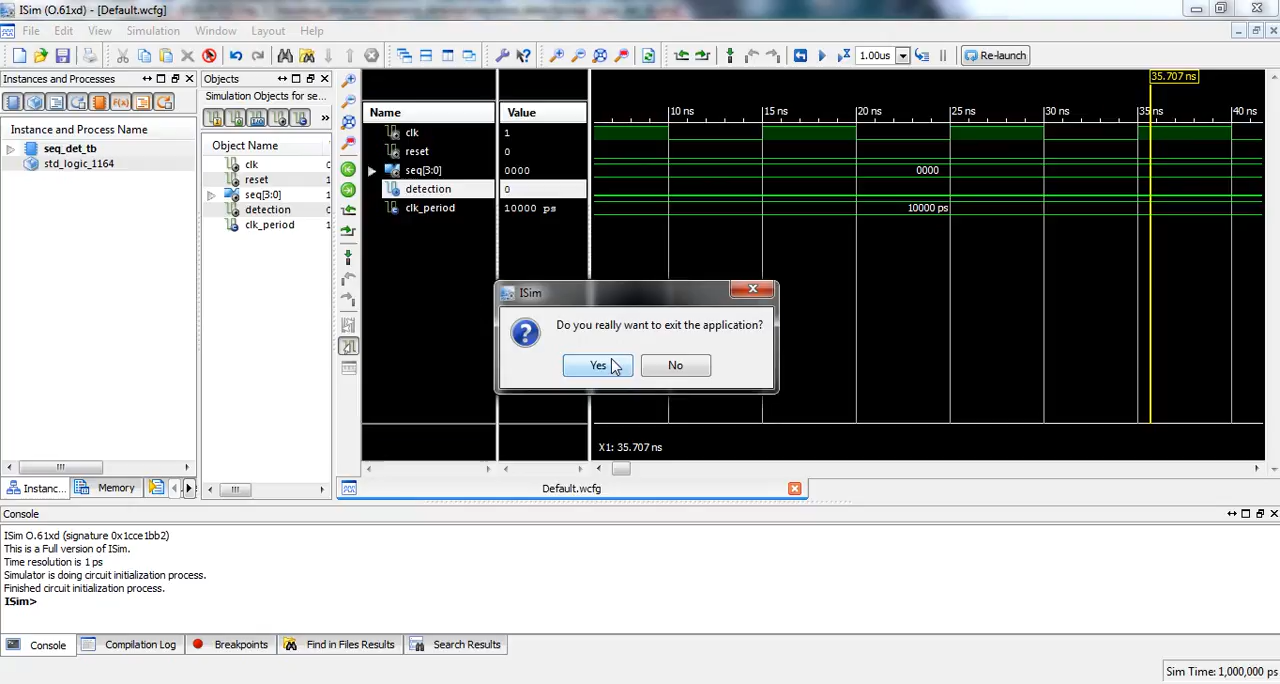 ISim (O.61xd) - [Default.wcfg]
File Edit View Simulation Window Layout Help
1.00us Re-launch
Instances and Processes
Instance and Process Name
seq_det_tb
std_logic_1164
Instanc...
Memory
Objects
Simulation Objects for se...
Object Name
clk 1
reset 1
seq[3:0] 1
detection 0
clk_period 1
Name Value
clk 1
reset 0
seq[3:0] 0000
detection 0
clk_period 10000 ps
35.707 ns
10 ns 15 ns 20 ns 25 ns 30 ns 35 ns 40 ns
0000
10000 ps
X1: 35.707 ns
ISim
Do you really want to exit the application?
Yes No
Default.wcfg
Console
ISim O.61xd (signature 0x1cce1bb2)
This is a Full version of ISim.
Time resolution is 1 ps
Simulator is doing circuit initialization process.
Finished circuit initialization process.
ISim>
Console Compilation Log Breakpoints Find in Files Results Search Results
Sim Time: 1,000,000 ps